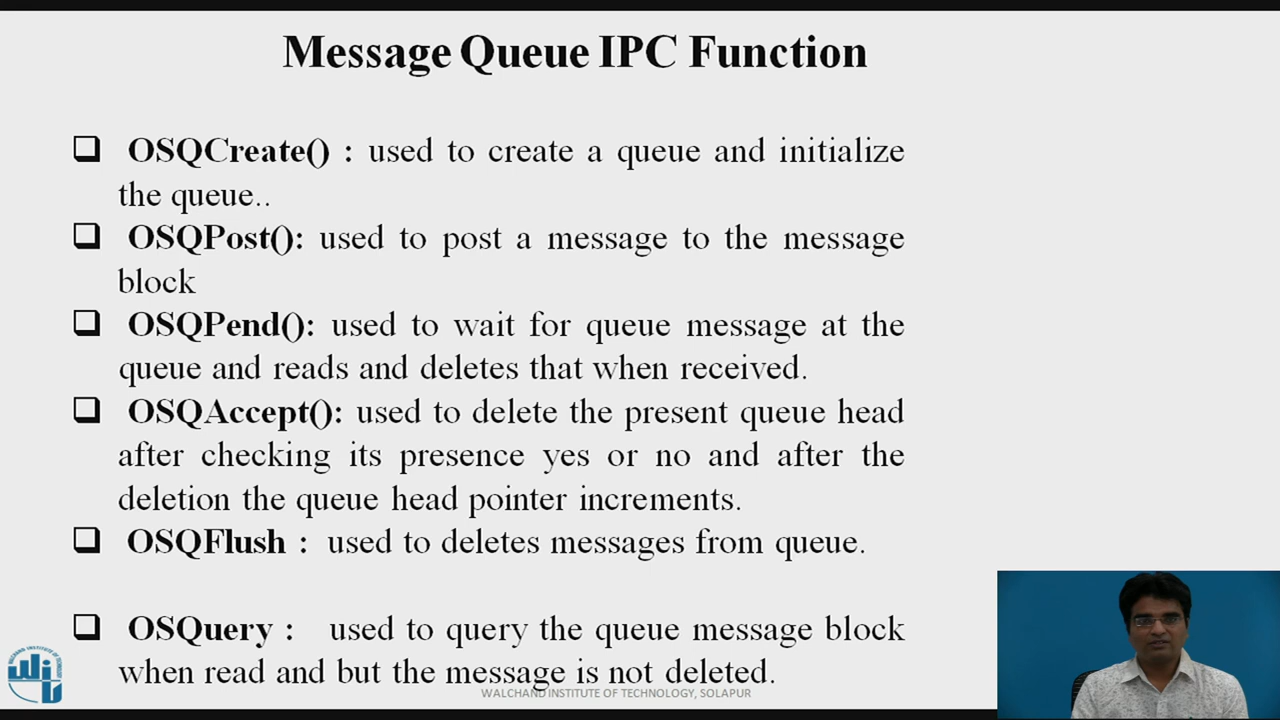 Message Queue IPC Function
OSQCreate() : used to create a queue and initialize
the queue..
OSQPost(): used to post a message to the message
block
OSQPend(): used to wait for queue message at the
queue and reads and deletes that when received.
OSQAccept(): used to delete the present queue head
after checking its presence yes or no and after the
deletion the queue head pointer increments.
OSQFlush : used to deletes messages from queue.
OSQuery : used to query the queue message block
when read and but the message is not deleted.
WALCHAND INSTITUTE OF TECHNOLOGY, SOLAPUR